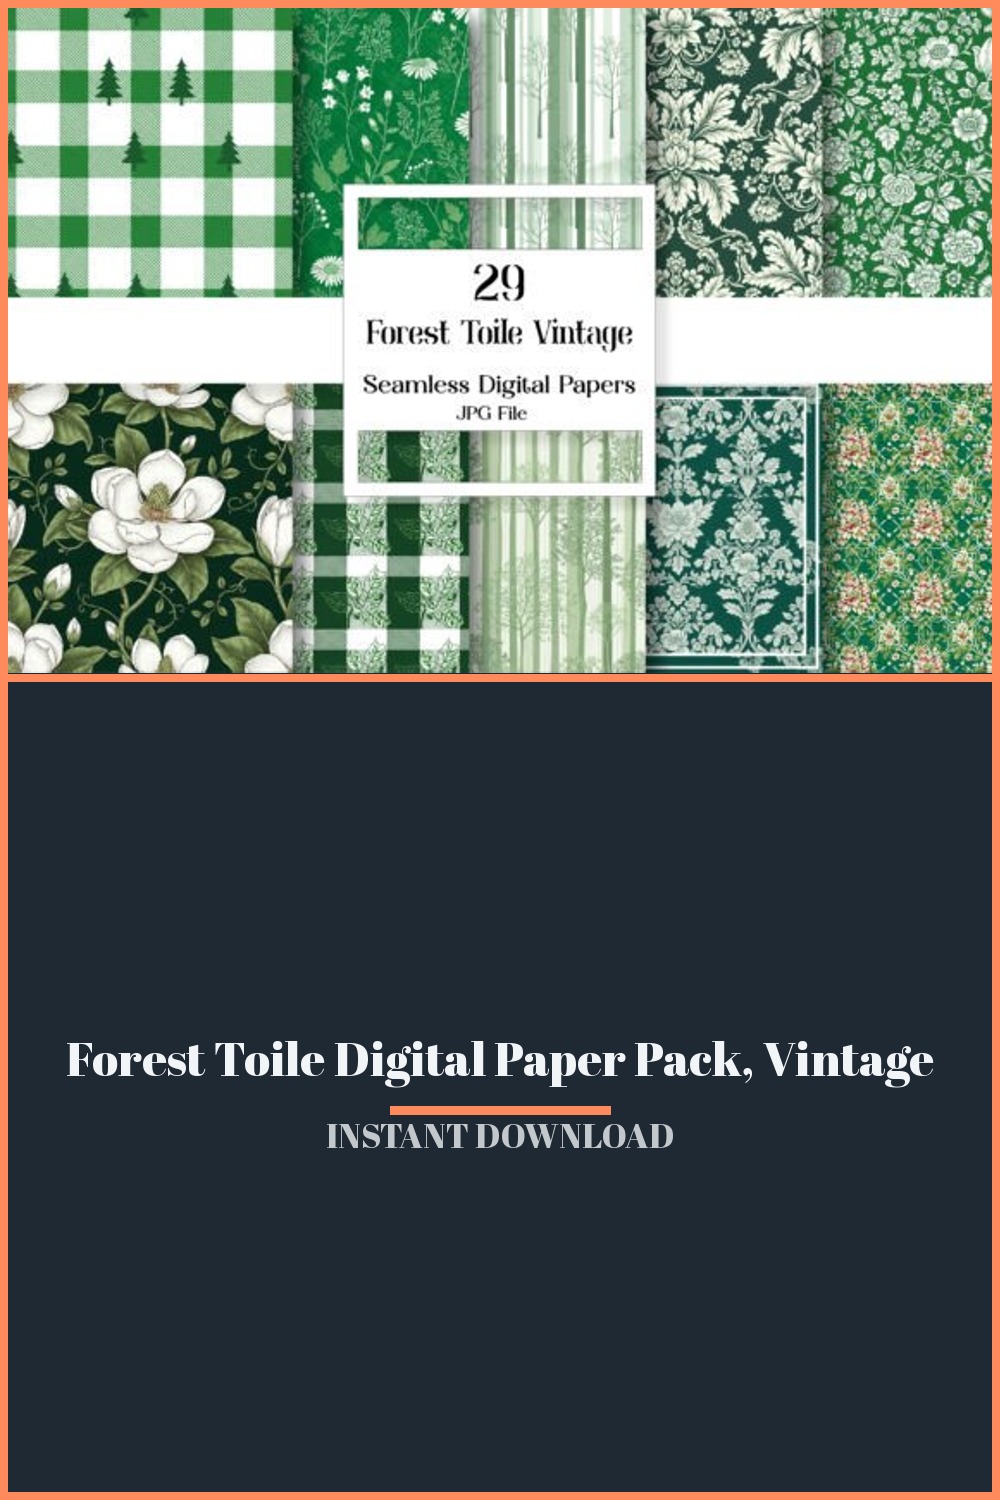 29
Forest Toile Vintage
Seamless Digital Papers
JPG File
Forest Toile Digital Paper Pack, Vintage
INSTANT DOWNLOAD